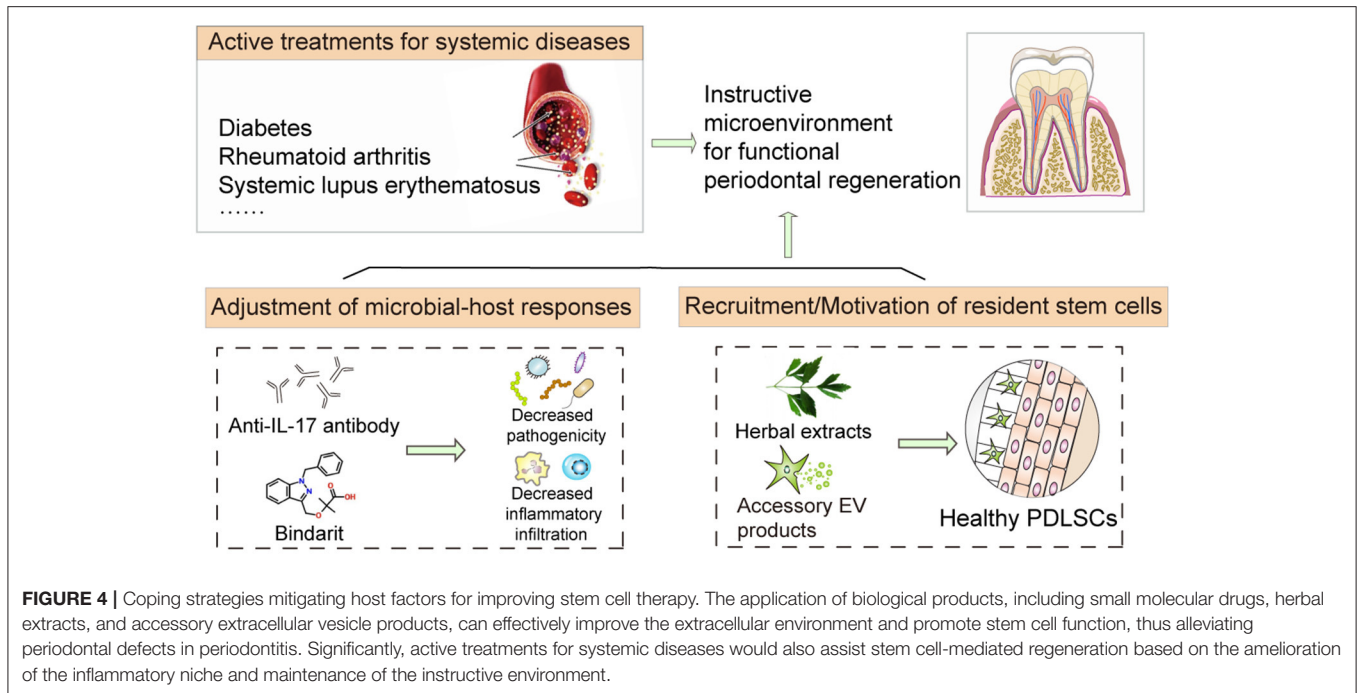 Active treatments for systemic diseases
Diabetes
Rheumatoid arthritis
Systemic lupus erythematosus
……
Instructive
microenvironment
for functional
periodontal regeneration
Adjustment of microbial-host responses
Anti-IL-17 antibody
N
N
O
OH
O
Bindarit
Decreased
pathogenicity
Decreased
inflammatory
infiltration
Recruitment/Motivation of resident stem cells
Herbal extracts
Accessory EV
products
Healthy PDLSCs
FIGURE 4 | Coping strategies mitigating host factors for improving stem cell therapy. The application of biological products, including small molecular drugs, herbal
extracts, and accessory extracellular vesicle products, can effectively improve the extracellular environment and promote stem cell function, thus alleviating
periodontal defects in periodontitis. Significantly, active treatments for systemic diseases would also assist stem cell-mediated regeneration based on the amelioration
of the inflammatory niche and maintenance of the instructive environment.